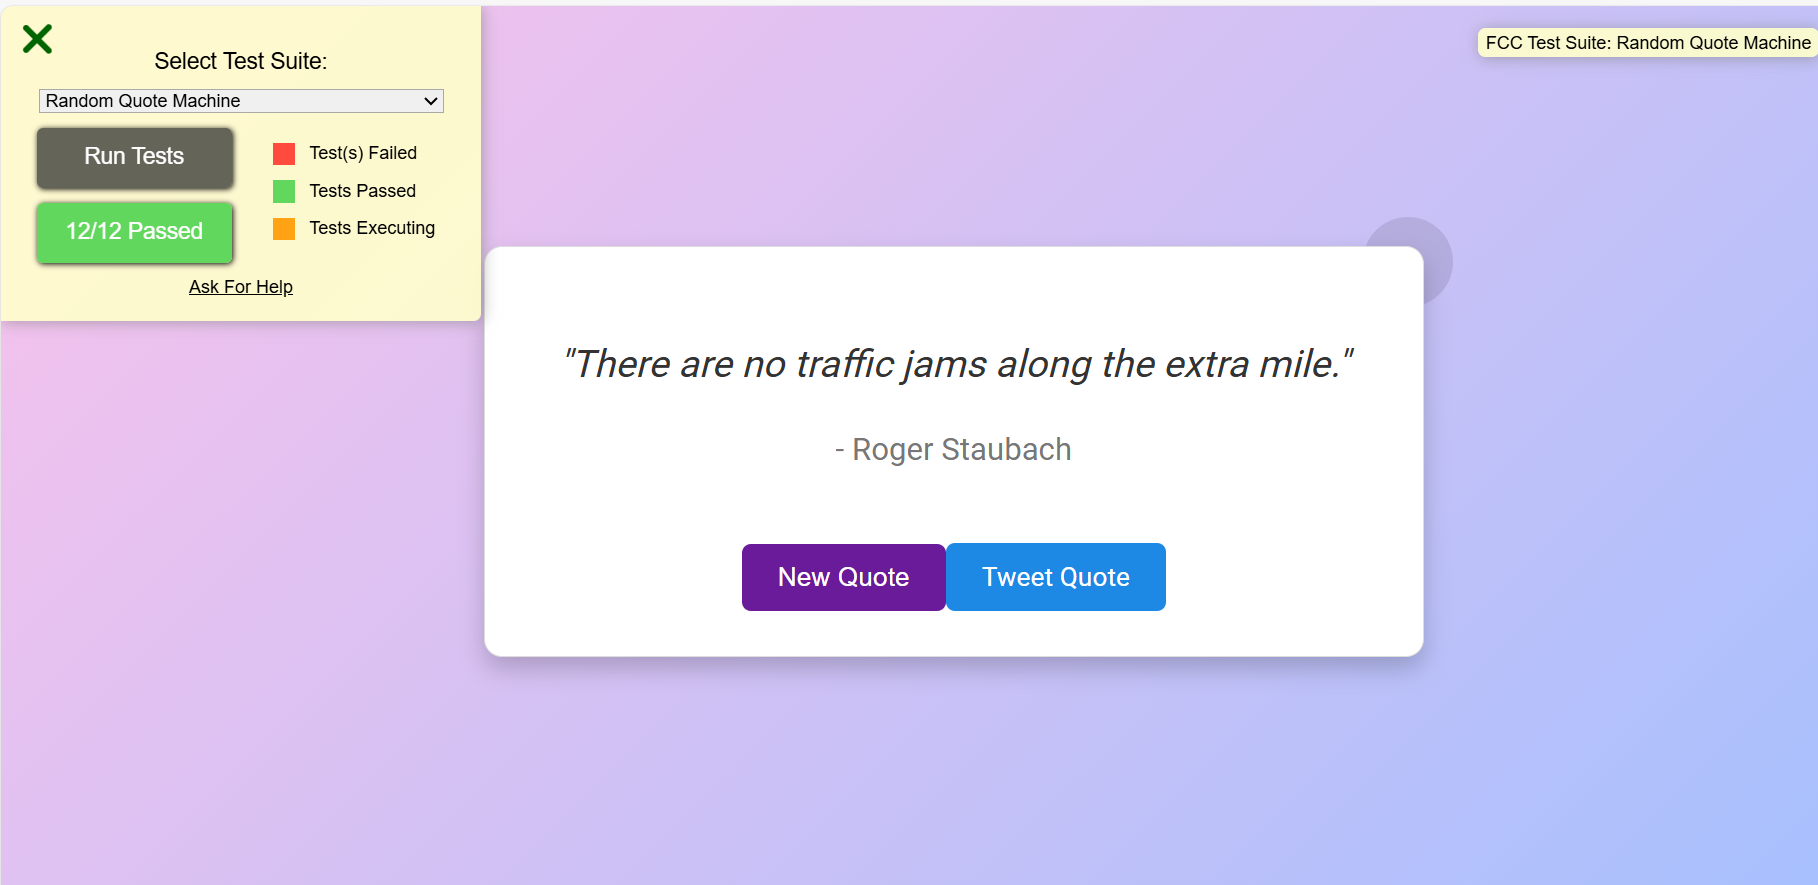 Select Test Suite:
Random Quote Machine
Run Tests
12/12 Passed
Test(s) Failed
Tests Passed
Tests Executing
Ask For Help
FCC Test Suite: Random Quote Machine
"There are no traffic jams along the extra mile."
- Roger Staubach
New Quote
Tweet Quote